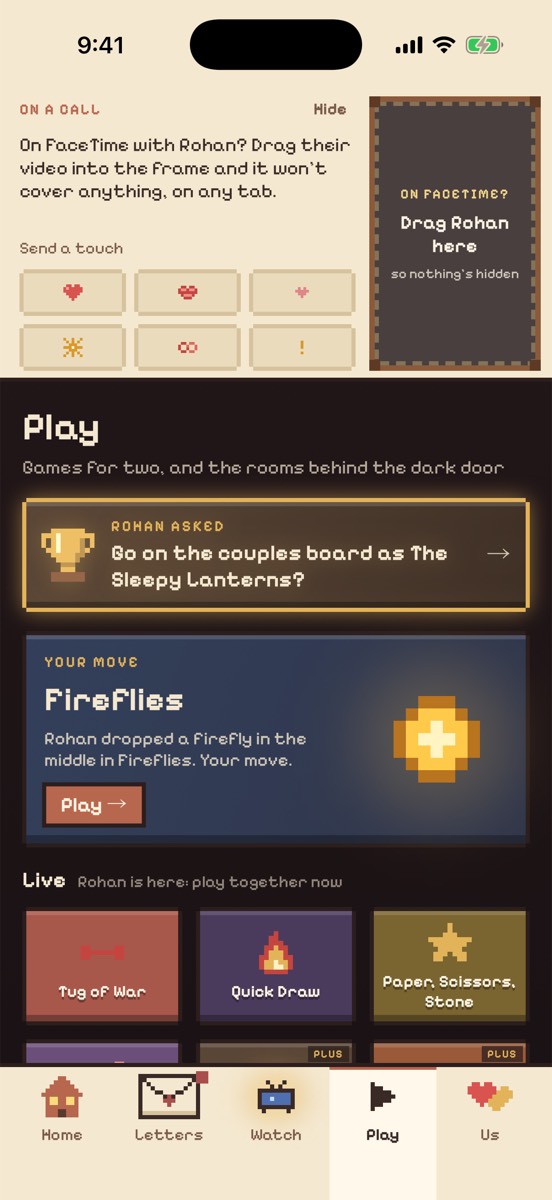 9:41
ON A CALL
Hide
On FaceTime with Rohan? Drag their
video into the frame and it won't
cover anything, on any tab.
Send a touch
ON FACETIME?
Drag Rohan
here
so nothing's hidden
Play
Games for two, and the rooms behind the dark door
ROHAN ASKED
Go on the couples board as The
Sleepy Lanterns?
→
YOUR MOVE
Fireflies
Rohan dropped a firefly in the
middle in Fireflies. Your move.
Play →
Live Rohan is here: play together now
Tug of War
Quick Draw
Paper, Scissors,
Stone
PLUS
PLUS
Home
Letters
Watch
Play
Us